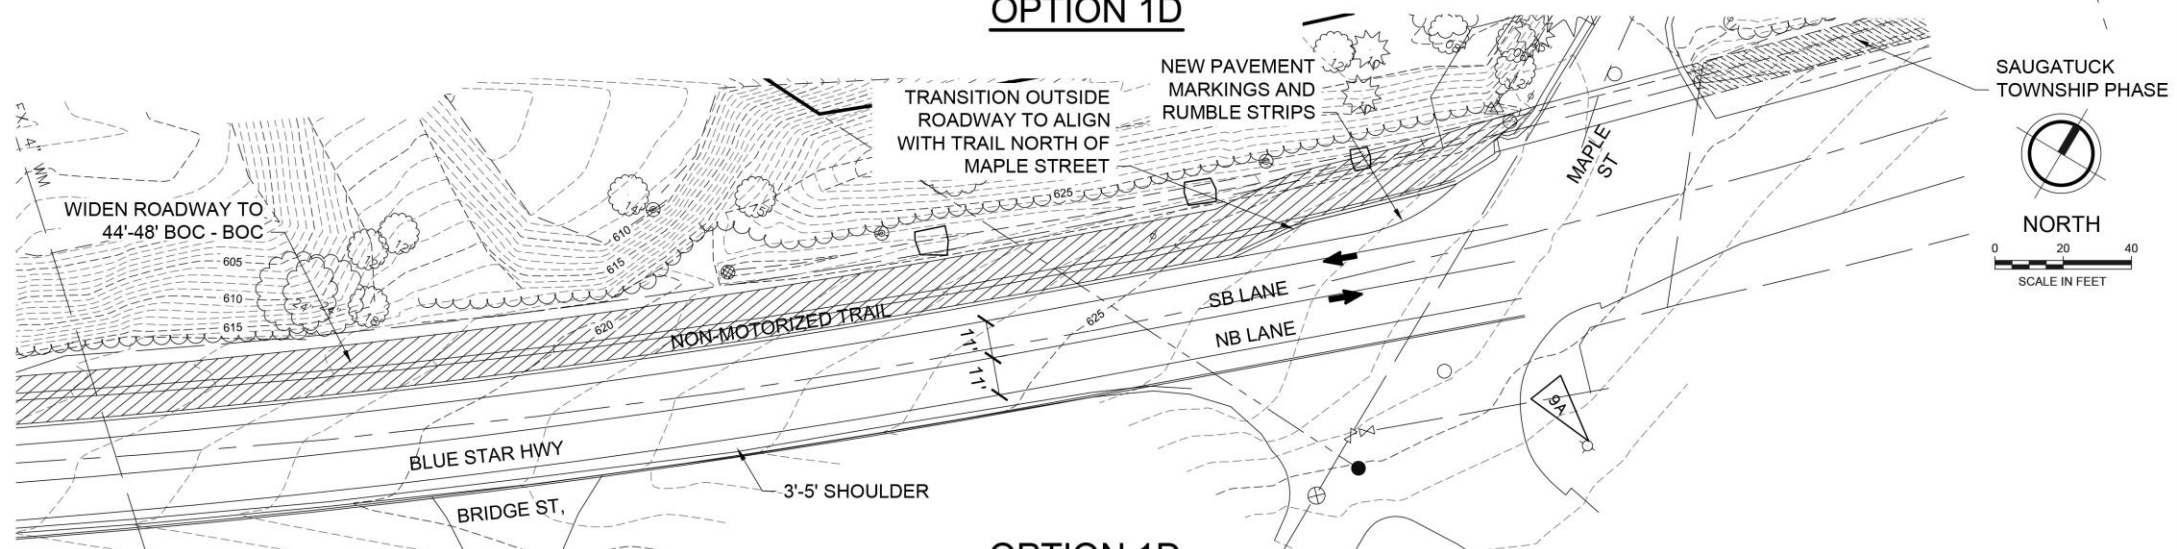 OPTION 1D
NEW PAVEMENT
MARKINGS AND
RUMBLE STRIPS
SAUGATUCK
TOWNSHIP PHASE
TRANSITION OUTSIDE
ROADWAY TO ALIGN
WITH TRAIL NORTH OF
MAPLE STREET
EX. 4" WM
MAPLE
ST
WIDEN ROADWAY TO
44'-48' BOC - BOC
NORTH
0 20 40
SCALE IN FEET
625
610
615
605
610
615
620
625
NON-MOTORIZED TRAIL
SB LANE
NB LANE
11'
11'
9A
BLUE STAR HWY
3'-5' SHOULDER
BRIDGE ST,
OPTION 1D